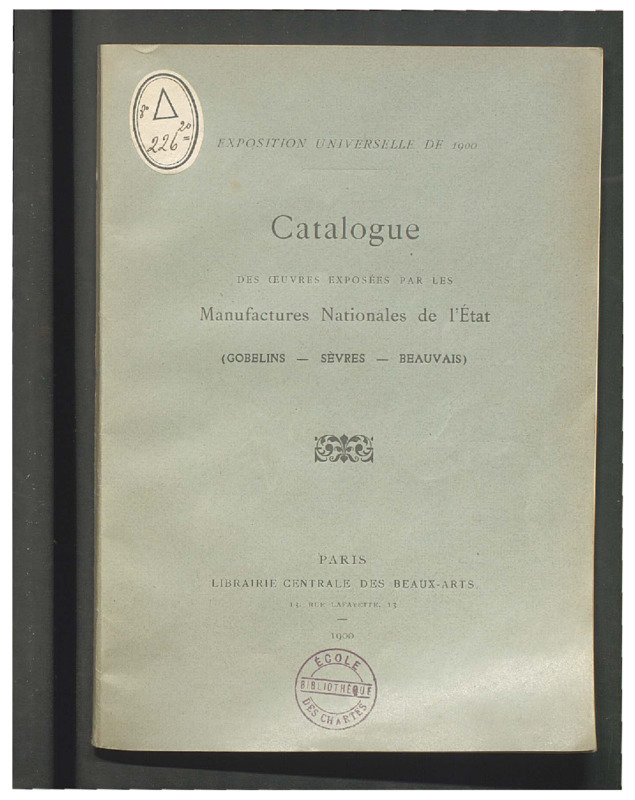 Δ
226 20
EXPOSITION UNIVERSELLE DE 1900
Catalogue
DES ŒUVRES EXPOSÉES PAR LES
Manufactures Nationales de l'État
(GOBELINS — SÈVRES — BEAUVAIS)
PARIS
LIBRAIRIE CENTRALE DES BEAUX-ARTS
13, RUE LAFAYETTE, 13
1900
ÉCOLE
BIBLIOTHÈQUE
DES CHARTES